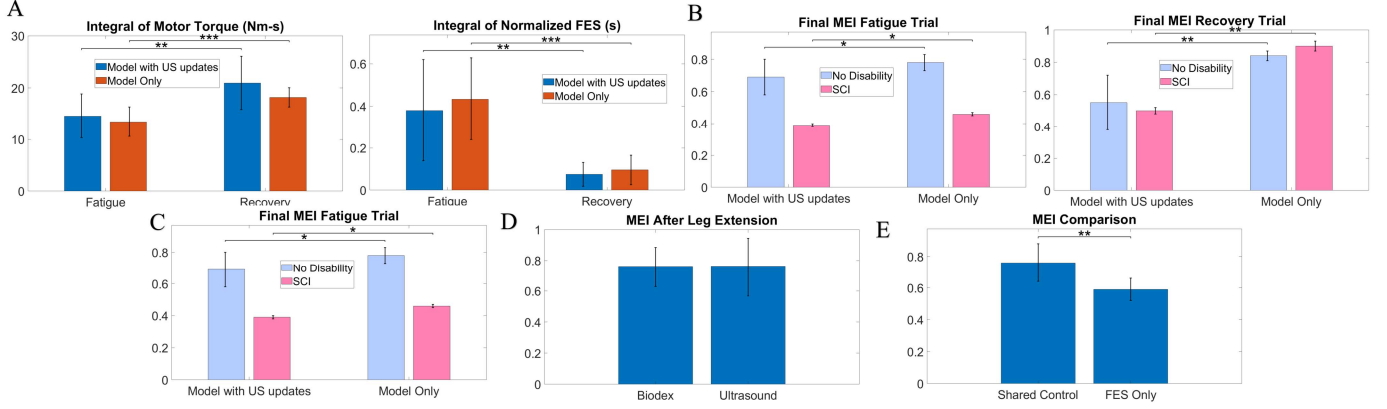 A
Integral of Motor Torque (Nm-s)
30
20
10
0
**
***
Model with US updates
Model Only
Fatigue
Recovery
Integral of Normalized FES (s)
0.6
0.4
0.2
0
**
***
Model with US updates
Model Only
Fatigue
Recovery
B
Final MEI Fatigue Trial
0.8
0.6
0.4
0.2
0
*
*
No Disability
SCI
Model with US updates
Model Only
Final MEI Recovery Trial
1
0.8
0.6
0.4
0.2
0
**
**
No Disability
SCI
Model with US updates
Model Only
C
Final MEI Fatigue Trial
0.8
0.6
0.4
0.2
0
*
*
No Disability
SCI
Model with US updates
Model Only
D
MEI After Leg Extension
1
0.8
0.6
0.4
0.2
0
Biodex
Ultrasound
E
MEI Comparison
0.8
0.6
0.4
0.2
0
**
Shared Control
FES Only